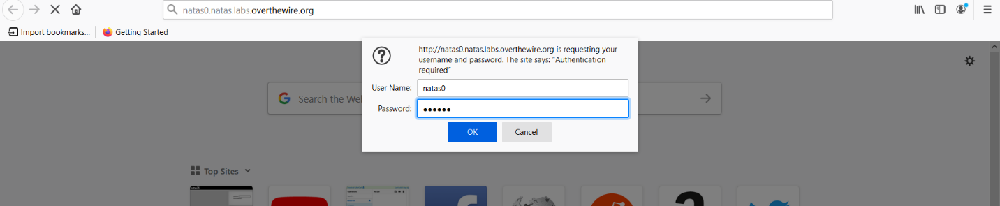 natas0.natas.labs.overthewire.org
Import bookmarks...
Getting Started
http://natas0.natas.labs.overthewire.org is requesting your
username and password. The site says: “Authentication
required”
User Name: natas0
Password: ●●●●●●
OK Cancel
Search the Web
Top Sites